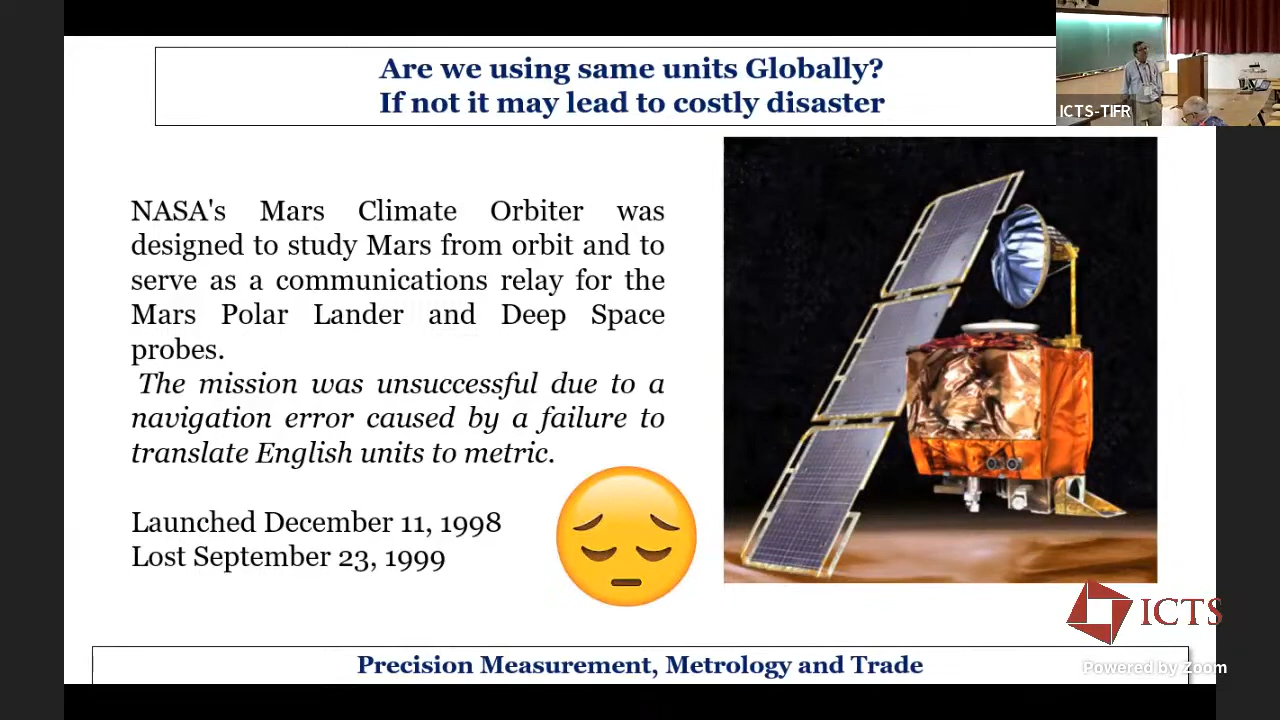 Are we using same units Globally?
If not it may lead to costly disaster
ICTS-TIFR
NASA's Mars Climate Orbiter was
designed to study Mars from orbit and to
serve as a communications relay for the
Mars Polar Lander and Deep Space
probes.
The mission was unsuccessful due to a
navigation error caused by a failure to
translate English units to metric.
Launched December 11, 1998
Lost September 23, 1999
ICTS
Precision Measurement, Metrology and Trade
Powered by Zoom